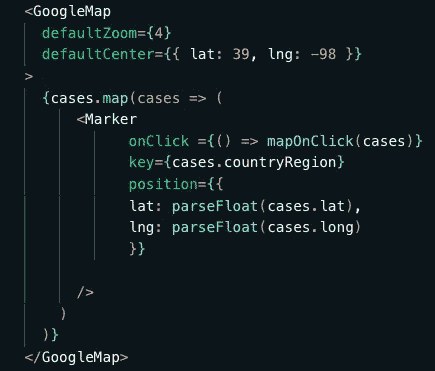 <GoogleMap
defaultZoom={4}
defaultCenter={{ lat: 39, lng: -98 }}
>
{cases.map(cases => (
<Marker
onClick ={() => mapOnClick(cases)}
key={cases.countryRegion}
position={{
lat: parseFloat(cases.lat),
lng: parseFloat(cases.long)
}}
/>
)
)}
</GoogleMap>